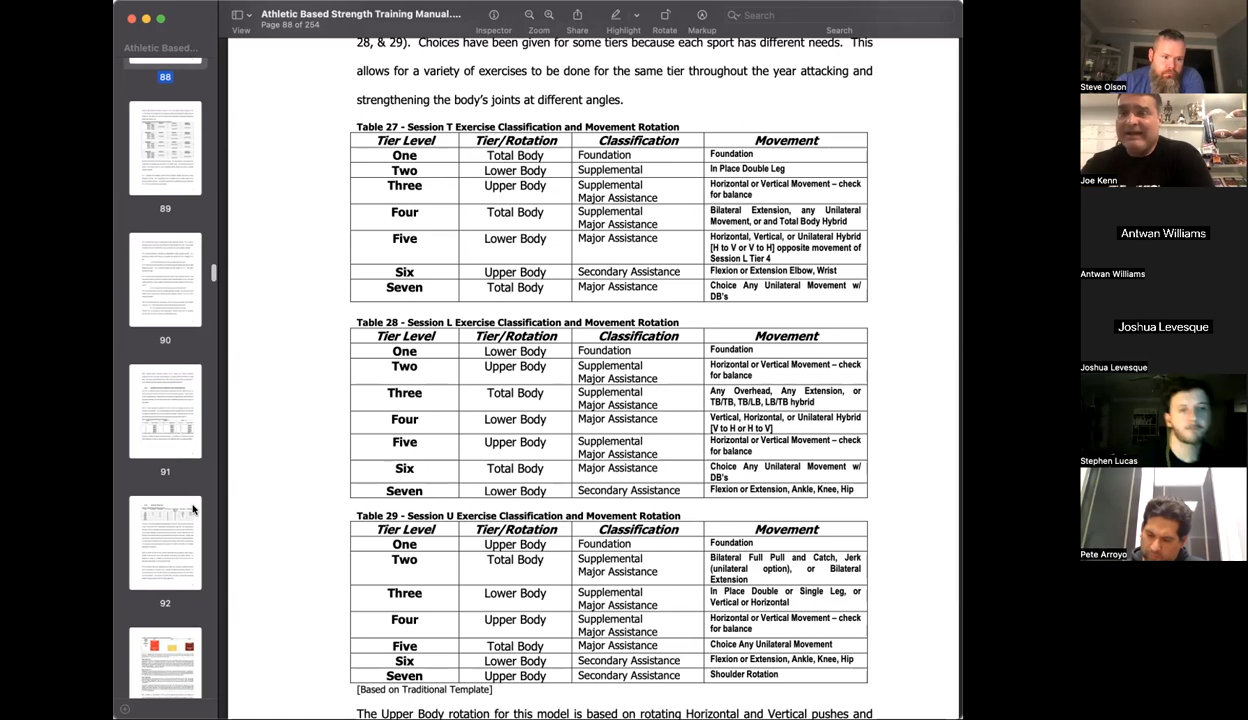 Athletic Based Strength Training Manual....
Page 88 of 254
View
Inspector
Zoom
Share
Highlight
Rotate
Markup
Search
Search
Athletic Based...
88
89
90
91
92
28, & 29). Choices have been given for some tiers because each sport has different needs. This
allows for a variety of exercises to be done for the same tier throughout the year attacking and
strengthening the body's joints at different angles.
Table 27 - Session T Exercise Classification and Movement Rotation
Tier Level Tier/Rotation Classification Movement
One Total Body Foundation Foundation
Two Lower Body Supplemental In Place Double Leg
Three Upper Body Supplemental Horizontal or Vertical Movement – check
Major Assistance for balance
Four Total Body Supplemental Bilateral Extension, any Unilateral
Major Assistance Movement, or and Total Body Hybrid
Five Lower Body Major Assistance Horizontal, Vertical, or Unilateral Hybrid
[H to V or V to H] opposite movement of
Session L Tier 4
Six Upper Body Secondary Assistance Flexion or Extension Elbow, Wrist
Seven Total Body Major Assistance Choice Any Unilateral Movement w/
DB's
Table 28 - Session L Exercise Classification and Movement Rotation
Tier Level Tier/Rotation Classification Movement
One Lower Body Foundation Foundation
Two Upper Body Supplemental Horizontal or Vertical Movement – check
Major Assistance for balance
Three Total Body Supplemental Any Overhead, Any Extension, or
Major Assistance TB/TB, TB/LB, LB/TB hybrid
Four Lower Body Supplemental Vertical, Horizontal, or Unilateral Hybrid
Major Assistance [V to H or H to V]
Five Upper Body Supplemental Horizontal or Vertical Movement – check
Major Assistance for balance
Six Total Body Major Assistance Choice Any Unilateral Movement w/
DB's
Seven Lower Body Secondary Assistance Flexion or Extension, Ankle, Knee, Hip
Table 29 - Session U Exercise Classification and Movement Rotation
Tier Level Tier/Rotation Classification Movement
One Upper Body Foundation Foundation
Two Total Body Supplemental Bilateral Full Pull and Catch, Jerk
Major Assistance (unilateral option), or Bilateral
Extension
Three Lower Body Supplemental In Place Double or Single Leg, or
Major Assistance Vertical or Horizontal
Four Upper Body Supplemental Horizontal or Vertical Movement – check
Major Assistance for balance
Five Total Body Major Assistance Choice Any Unilateral Movement
Six Lower Body Secondary Assistance Flexion or Extension, Ankle, Knee, Hip
Seven Upper Body Secondary Assistance Shoulder Rotation
[Based on Traditional Template]
The Upper Body rotation for this model is based on rotating Horizontal and Vertical pushes and
Steve Olson
Joe Kenn
Antwan Williams
Antwan Williams
Joshua Levesque
Joshua Levesque
Stephen Lucas
Pete Arroyo